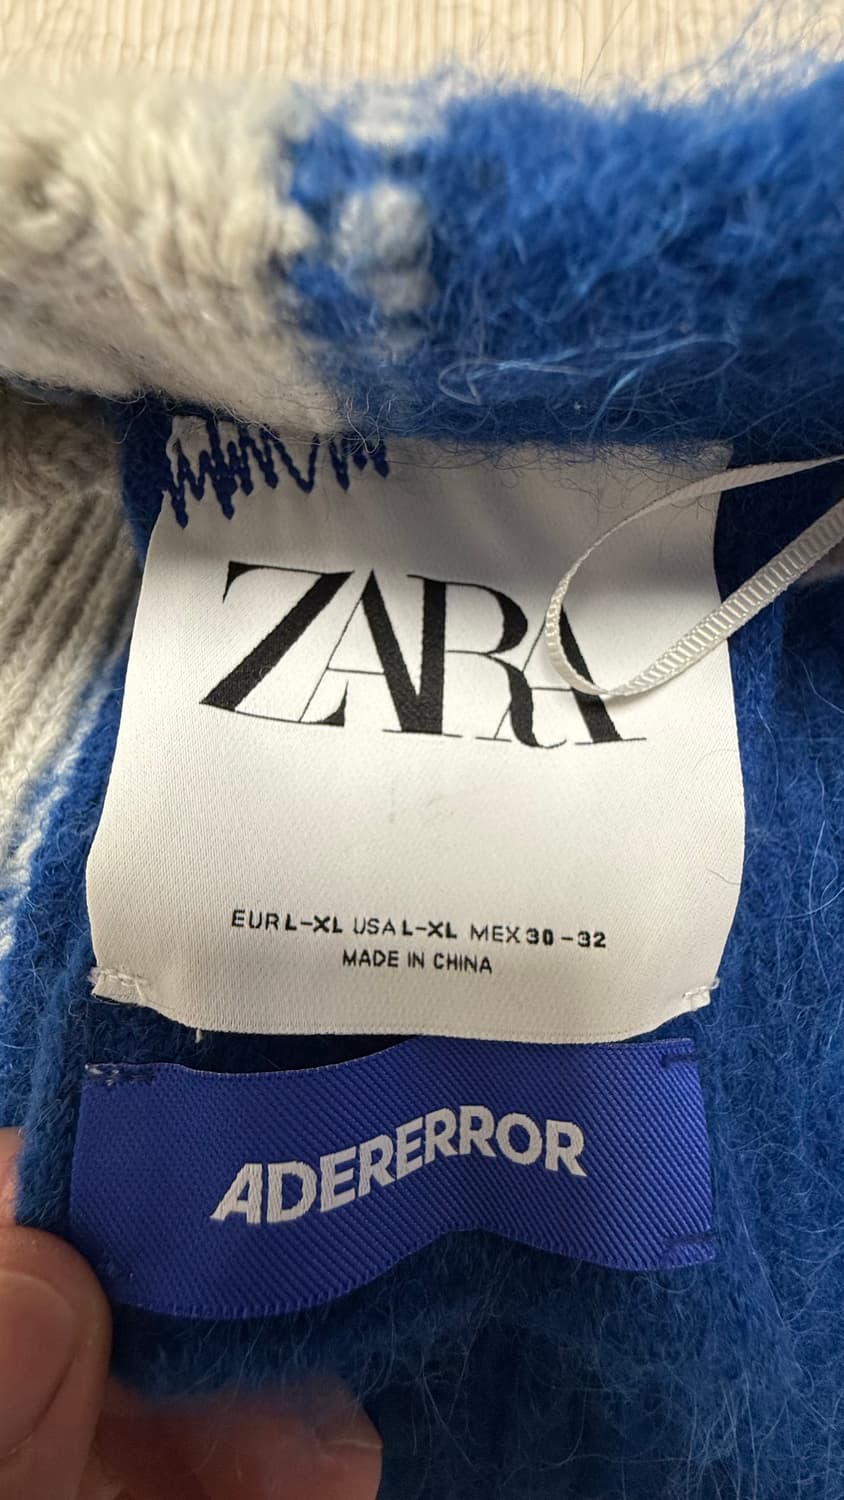 ZARA
EUR L-XL USA L-XL MEX 30-32
MADE IN CHINA
ADERERROR